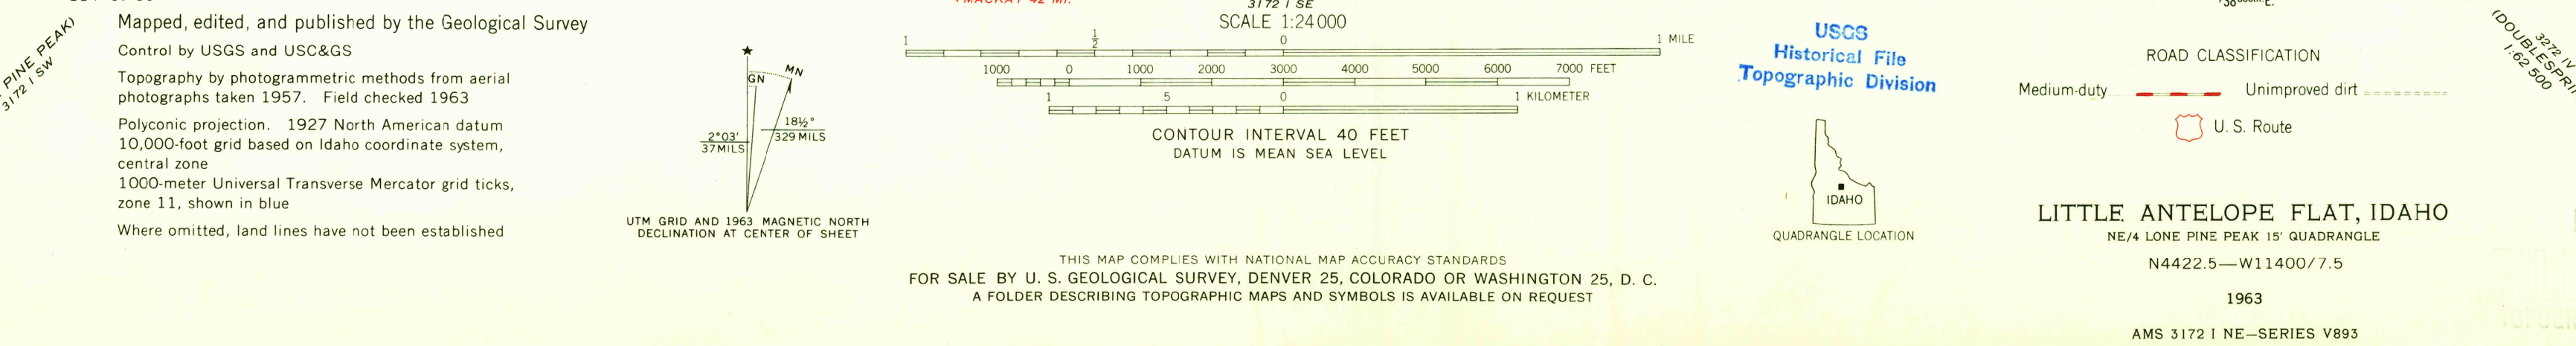 PINE PEAK)
3172 I SW
Mapped, edited, and published by the Geological Survey
Control by USGS and USC&GS
Topography by photogrammetric methods from aerial
photographs taken 1957. Field checked 1963
Polyconic projection. 1927 North American datum
10,000-foot grid based on Idaho coordinate system,
central zone
1000-meter Universal Transverse Mercator grid ticks,
zone 11, shown in blue
Where omitted, land lines have not been established
GN
MN
2°03'
37 MILS
18½°
329 MILS
UTM GRID AND 1963 MAGNETIC NORTH
DECLINATION AT CENTER OF SHEET
3172 I SE
SCALE 1:24000
1 ½ 0 1 MILE
1000 0 1000 2000 3000 4000 5000 6000 7000 FEET
1 .5 0 1 KILOMETER
CONTOUR INTERVAL 40 FEET
DATUM IS MEAN SEA LEVEL
THIS MAP COMPLIES WITH NATIONAL MAP ACCURACY STANDARDS
FOR SALE BY U. S. GEOLOGICAL SURVEY, DENVER 25, COLORADO OR WASHINGTON 25, D. C.
A FOLDER DESCRIBING TOPOGRAPHIC MAPS AND SYMBOLS IS AVAILABLE ON REQUEST
USGS
Historical File
Topographic Division
IDAHO
QUADRANGLE LOCATION
ROAD CLASSIFICATION
Medium-duty Unimproved dirt
U. S. Route
LITTLE ANTELOPE FLAT, IDAHO
NE/4 LONE PINE PEAK 15' QUADRANGLE
N4422.5—W11400/7.5
1963
AMS 3172 I NE—SERIES V893
3272 IV
1:62 500